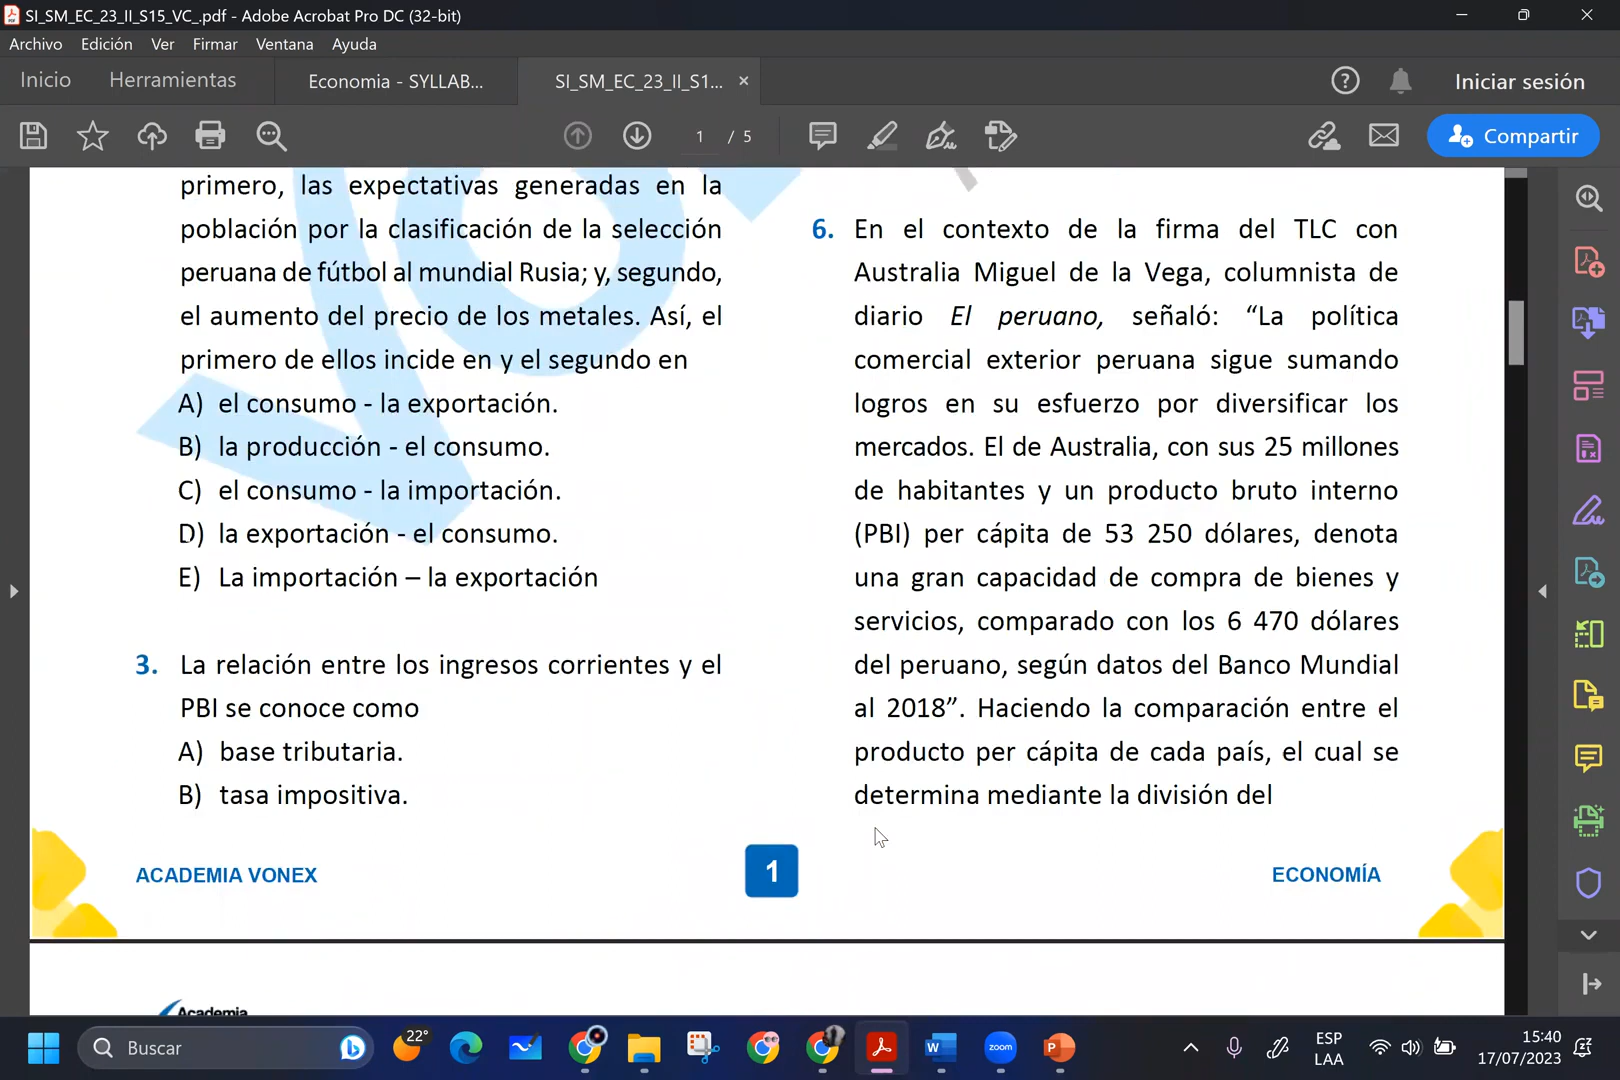 SI_SM_EC_23_II_S15_VC_.pdf - Adobe Acrobat Pro DC (32-bit)
Archivo Edición Ver Firmar Ventana Ayuda
Inicio Herramientas Economia - SYLLAB... SI_SM_EC_23_II_S1... Iniciar sesión
1 / 5 Compartir
primero, las expectativas generadas en la
población por la clasificación de la selección
peruana de fútbol al mundial Rusia; y, segundo,
el aumento del precio de los metales. Así, el
primero de ellos incide en y el segundo en
A) el consumo - la exportación.
B) la producción - el consumo.
C) el consumo - la importación.
D) la exportación - el consumo.
E) La importación – la exportación
3. La relación entre los ingresos corrientes y el
PBI se conoce como
A) base tributaria.
B) tasa impositiva.
6. En el contexto de la firma del TLC con
Australia Miguel de la Vega, columnista de
diario El peruano, señaló: “La política
comercial exterior peruana sigue sumando
logros en su esfuerzo por diversificar los
mercados. El de Australia, con sus 25 millones
de habitantes y un producto bruto interno
(PBI) per cápita de 53 250 dólares, denota
una gran capacidad de compra de bienes y
servicios, comparado con los 6 470 dólares
del peruano, según datos del Banco Mundial
al 2018”. Haciendo la comparación entre el
producto per cápita de cada país, el cual se
determina mediante la división del
ACADEMIA VONEX 1 ECONOMÍA
Academia
Buscar
22°
zoom
ESP
LAA
15:40
17/07/2023